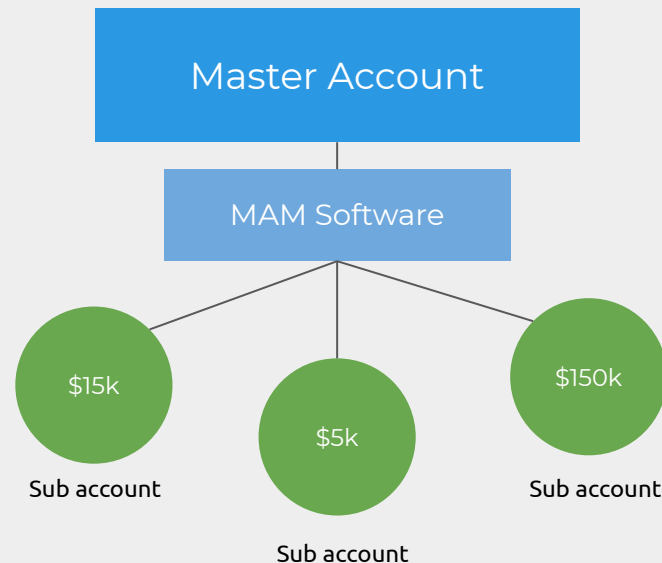 Master Account
MAM Software
$15k
$5k
$150k
Sub account
Sub account
Sub account